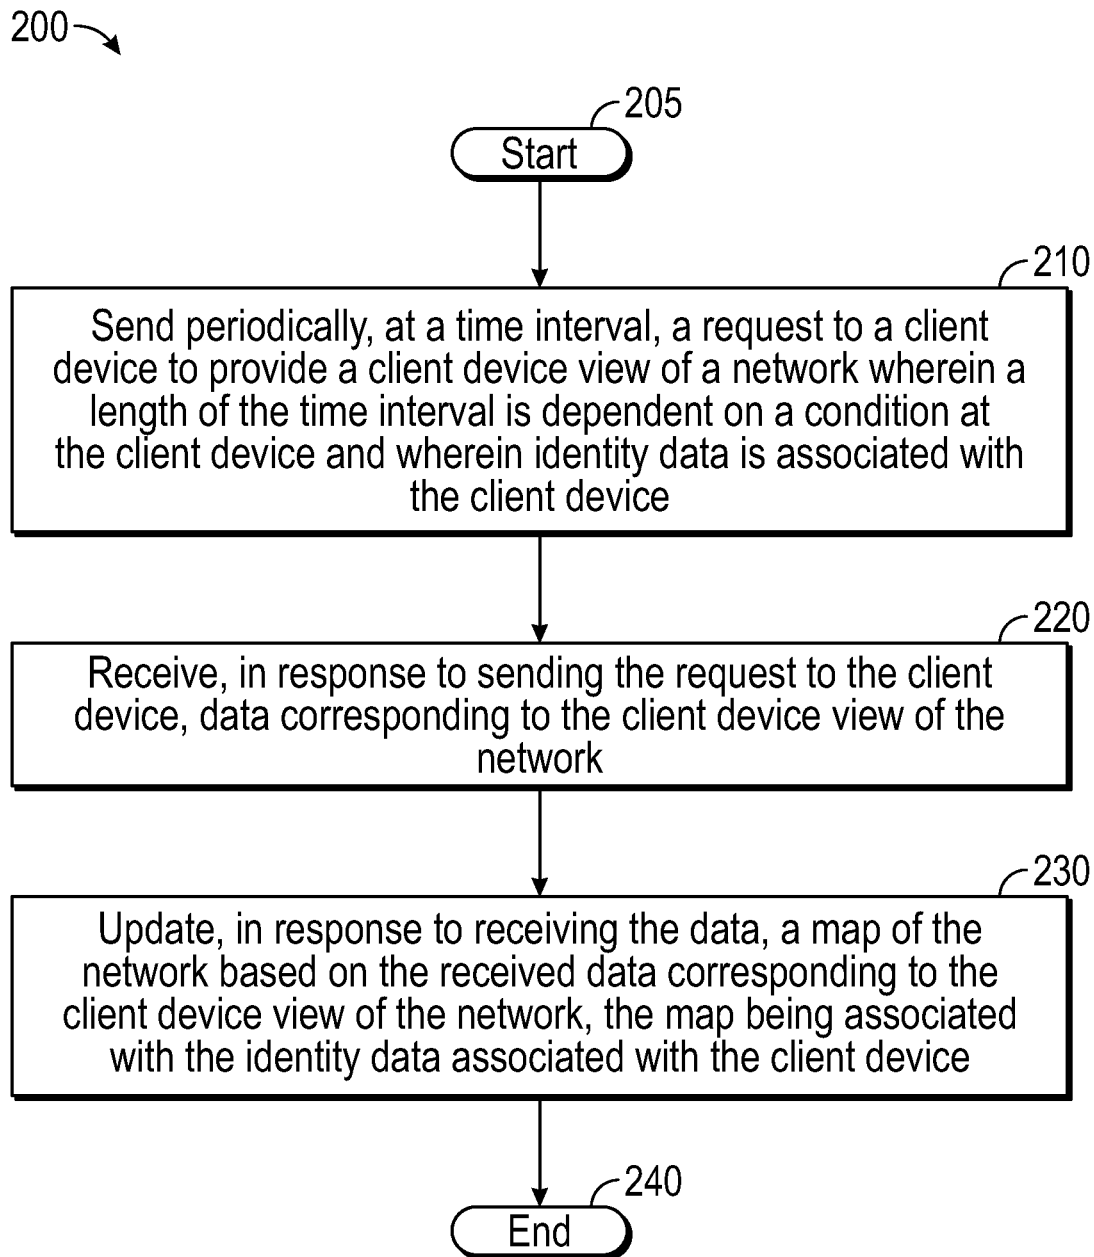 200
205
Start
210
Send periodically, at a time interval, a request to a client
device to provide a client device view of a network wherein a
length of the time interval is dependent on a condition at
the client device and wherein identity data is associated with
the client device
220
Receive, in response to sending the request to the client
device, data corresponding to the client device view of the
network
230
Update, in response to receiving the data, a map of the
network based on the received data corresponding to the
client device view of the network, the map being associated
with the identity data associated with the client device
240
End